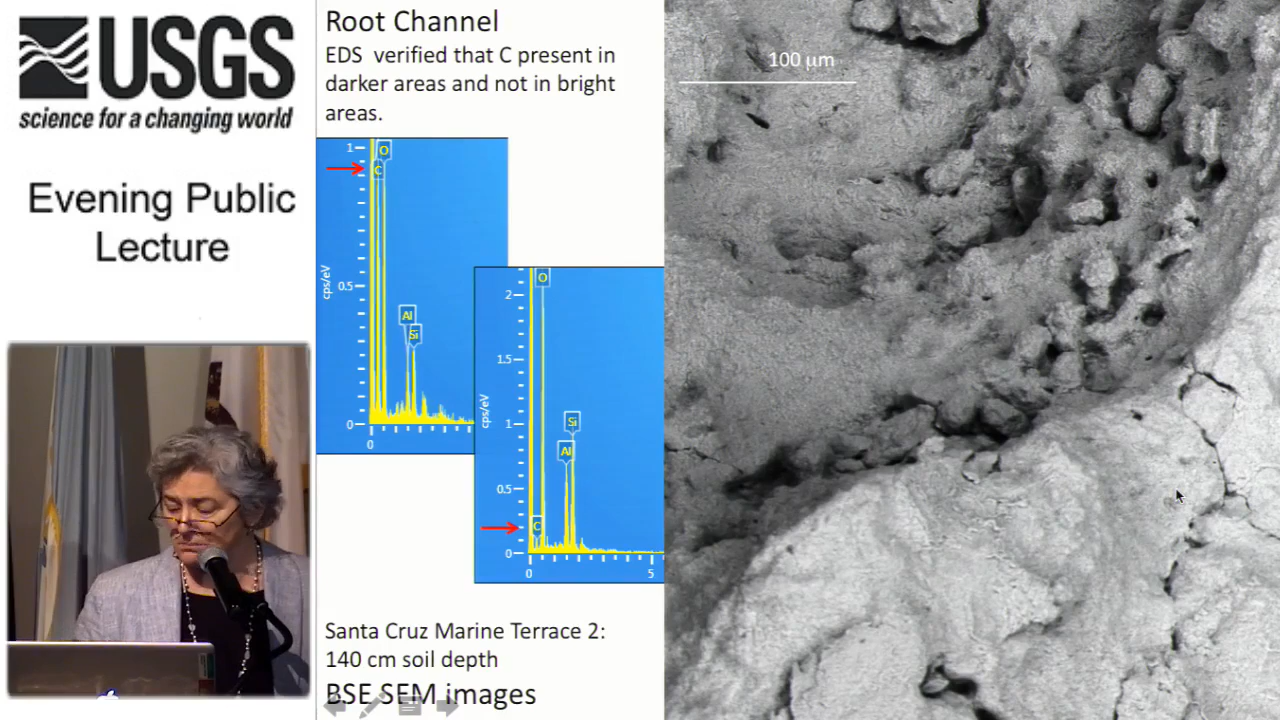 USGS
science for a changing world
Evening Public
Lecture
Root Channel
EDS verified that C present in
darker areas and not in bright
areas.
1
O
C
0.5
cps/eV
Al
Si
0
0
2
O
1.5
cps/eV
1
Si
Al
0.5
C
0
0
5
Santa Cruz Marine Terrace 2:
140 cm soil depth
BSE SEM images
100 µm